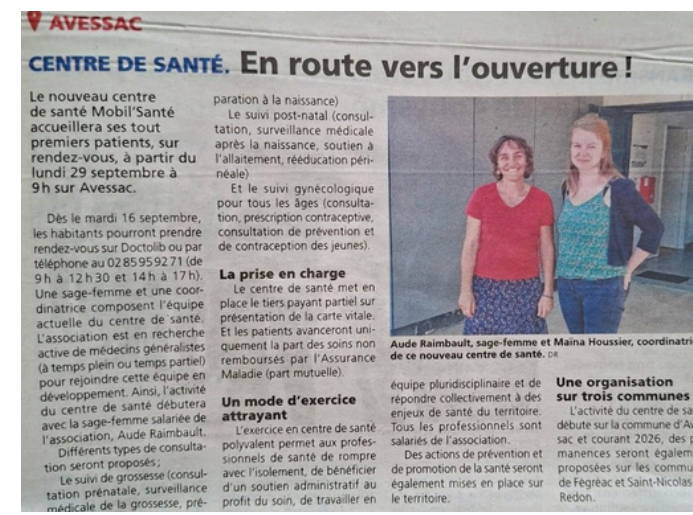 AVESSAC
CENTRE DE SANTÉ. En route vers l'ouverture !
Le nouveau centre
de santé Mobil'Santé
accueillera ses tout
premiers patients, sur
rendez-vous, à partir du
lundi 29 septembre à
9h sur Avessac.
Dès le mardi 16 septembre,
les habitants pourront prendre
rendez-vous sur Doctolib ou par
téléphone au 0285959271 (de
9h à 12h30 et 14h à 17h).
Une sage-femme et une coor-
dinatrice composent l'équipe
actuelle du centre de santé.
L'association est en recherche
active de médecins généralistes
(à temps plein ou temps partiel)
pour rejoindre cette équipe en
développement. Ainsi, l'activité
du centre de santé débutera
avec la sage-femme salariée de
l'association, Aude Raimbault.
Différents types de consulta-
tion seront proposés ;
Le suivi de grossesse (consul-
tation prénatale, surveillance
médicale de la grossesse, pré-
paration à la naissance)
Le suivi post-natal (consul-
tation, surveillance médicale
après la naissance, soutien à
l'allaitement, rééducation péri-
néale)
Et le suivi gynécologique
pour tous les âges (consulta-
tion, prescription contraceptive,
consultation de prévention et
de contraception des jeunes).
La prise en charge
Le centre de santé met en
place le tiers payant partiel sur
présentation de la carte vitale.
Et les patients avanceront uni-
quement la part des soins non
remboursés par l'Assurance
Maladie (part mutuelle).
Un mode d'exercice
attrayant
L'exercice en centre de santé
polyvalent permet aux profes-
sionnels de santé de rompre
avec l'isolement, de bénéficier
d'un soutien administratif au
profit du soin, de travailler en
Aude Raimbault, sage-femme et Maïna Houssier, coordinatri
de ce nouveau centre de santé. DR
équipe pluridisciplinaire et de
répondre collectivement à des
enjeux de santé du territoire.
Tous les professionnels sont
salariés de l'association.
Des actions de prévention et
de promotion de la santé seront
également mises en place sur
le territoire.
Une organisation
sur trois communes
L'activité du centre de sa
débute sur la commune d'Av
sac et courant 2026, des p
manences seront égalem
proposées sur les commu
de Fégréac et Saint-Nicolas
Redon.